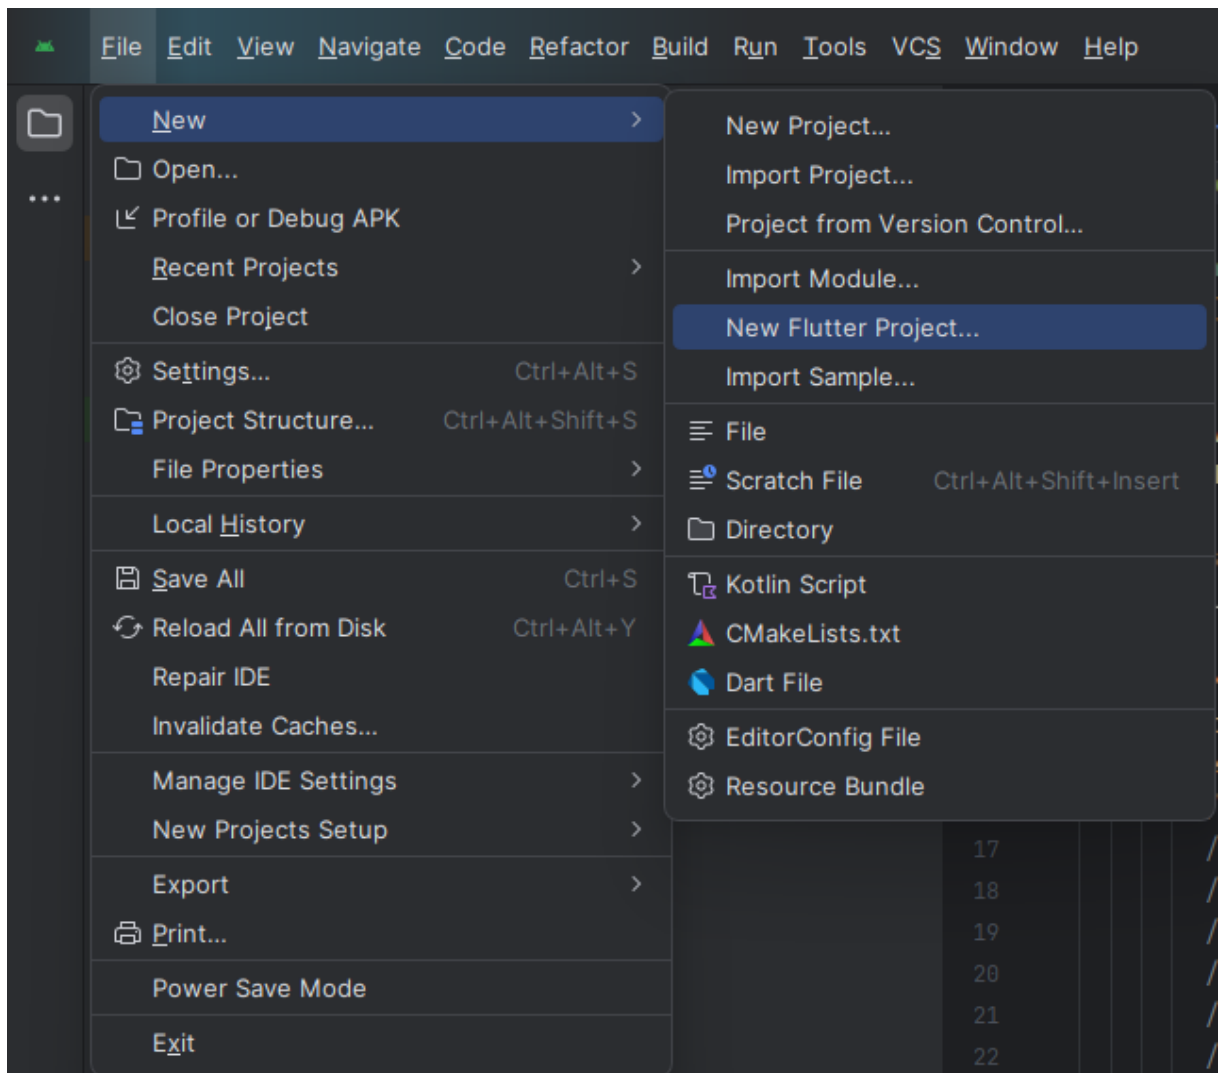 File Edit View Navigate Code Refactor Build Run Tools VCS Window Help
New
Open...
Profile or Debug APK
Recent Projects
Close Project
Settings... Ctrl+Alt+S
Project Structure... Ctrl+Alt+Shift+S
File Properties
Local History
Save All Ctrl+S
Reload All from Disk Ctrl+Alt+Y
Repair IDE
Invalidate Caches...
Manage IDE Settings
New Projects Setup
Export
Print...
Power Save Mode
Exit
New Project...
Import Project...
Project from Version Control...
Import Module...
New Flutter Project...
Import Sample...
File
Scratch File Ctrl+Alt+Shift+Insert
Directory
Kotlin Script
CMakeLists.txt
Dart File
EditorConfig File
Resource Bundle
17 /
18 /
19 /
20 /
21 /
22 /